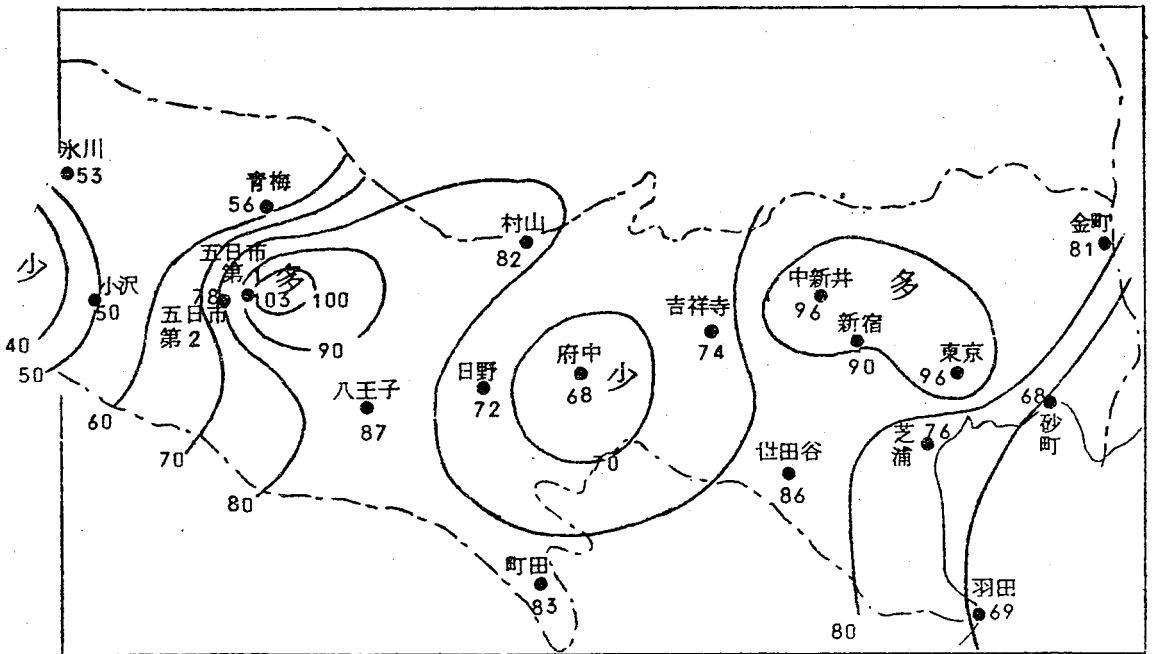 氷川
53
青梅
56
少
小沢
50
40
50
五日市
第1
多
78
103
100
五日市
第2
90
60
70
80
八王子
87
村山
82
日野
72
府中
68
少
70
吉祥寺
74
中新井
96
多
新宿
90
東京
96
金町
81
68
砂町
芝浦
76
世田谷
86
町田
83
羽田
69
80